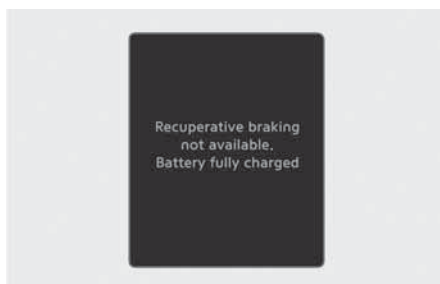 Recuperative braking
not available.
Battery fully charged